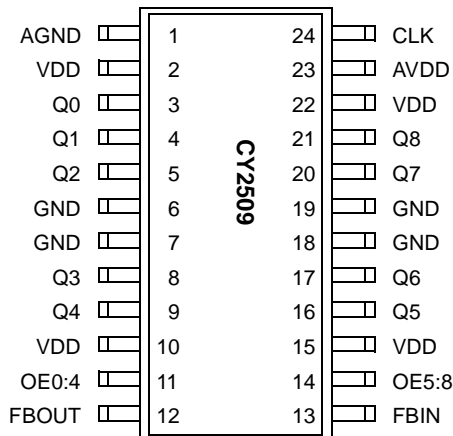 AGND 1 24 CLK
VDD 2 23 AVDD
Q0 3 22 VDD
Q1 4 21 Q8
Q2 5 20 Q7
GND 6 19 GND
GND 7 18 GND
Q3 8 17 Q6
Q4 9 16 Q5
VDD 10 15 VDD
OE0:4 11 14 OE5:8
FBOUT 12 13 FBIN
CY2509